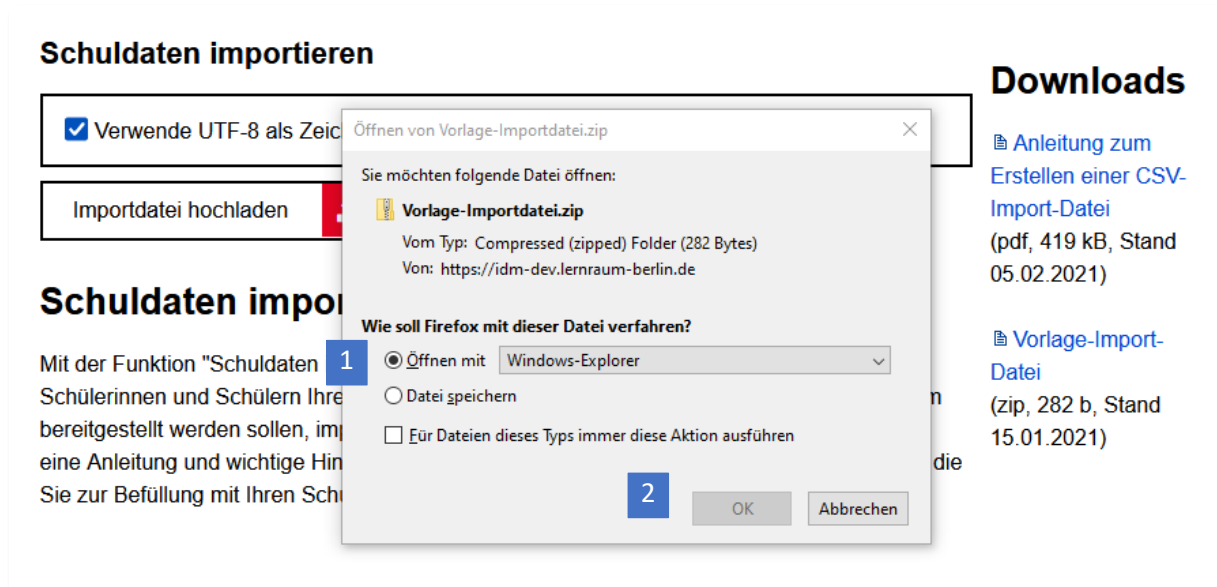 Schuldaten importieren
Verwende UTF-8 als Zeic
Importdatei hochladen
Schuldaten impo
Mit der Funktion "Schuldaten
Schülerinnen und Schülern Ihre
bereitgestellt werden sollen, imp
eine Anleitung und wichtige Hin
die
Sie zur Befüllung mit Ihren Schu
Öffnen von Vorlage-Importdatei.zip
Sie möchten folgende Datei öffnen:
Vorlage-Importdatei.zip
Vom Typ: Compressed (zipped) Folder (282 Bytes)
Von: https://idm-dev.lernraum-berlin.de
Wie soll Firefox mit dieser Datei verfahren?
1
Öffnen mit Windows-Explorer
Datei speichern
Für Dateien dieses Typs immer diese Aktion ausführen
2
OK Abbrechen
Downloads
Anleitung zum
Erstellen einer CSV-
Import-Datei
(pdf, 419 kB, Stand
05.02.2021)
Vorlage-Import-
Datei
(zip, 282 b, Stand
15.01.2021)